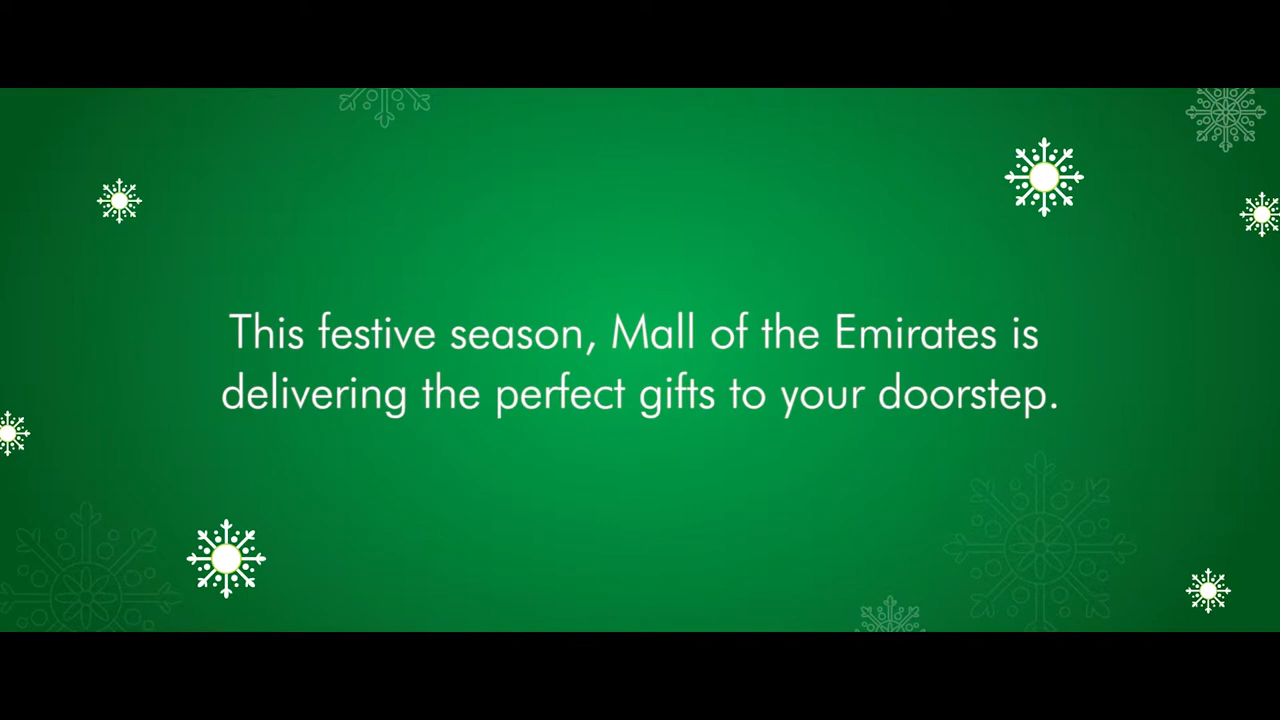 This festive season, Mall of the Emirates is
delivering the perfect gifts to your doorstep.